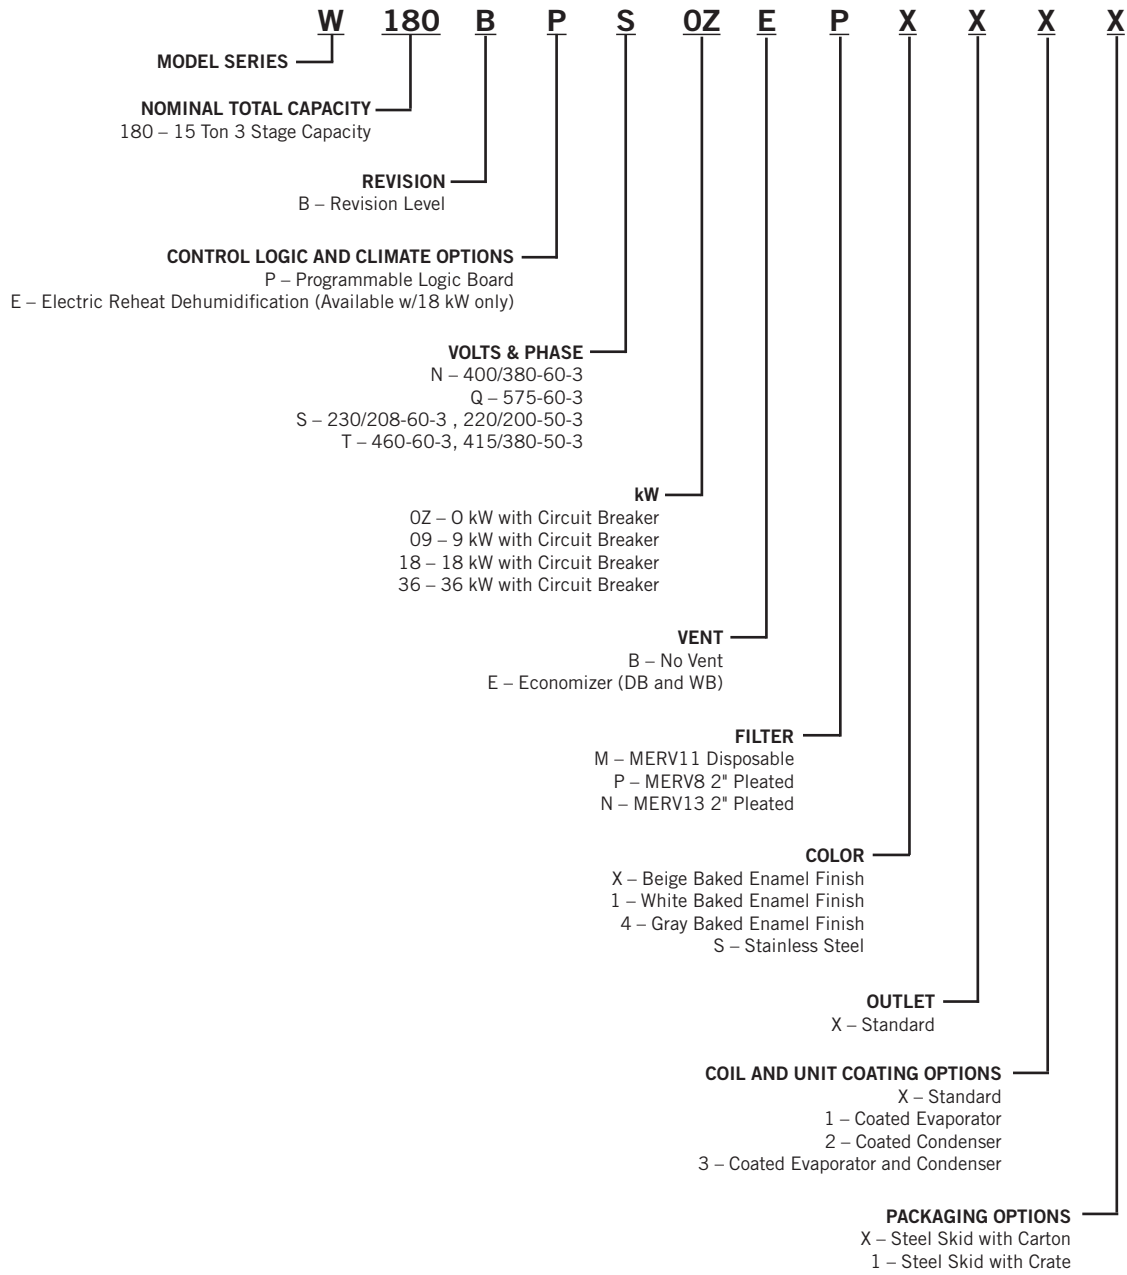 W 180 B P S 0Z E P X X X X
MODEL SERIES
NOMINAL TOTAL CAPACITY
180 – 15 Ton 3 Stage Capacity
REVISION
B – Revision Level
CONTROL LOGIC AND CLIMATE OPTIONS
P – Programmable Logic Board
E – Electric Reheat Dehumidification (Available w/18 kW only)
VOLTS & PHASE
N – 400/380-60-3
Q – 575-60-3
S – 230/208-60-3 , 220/200-50-3
T – 460-60-3, 415/380-50-3
kW
0Z – O kW with Circuit Breaker
09 – 9 kW with Circuit Breaker
18 – 18 kW with Circuit Breaker
36 – 36 kW with Circuit Breaker
VENT
B – No Vent
E – Economizer (DB and WB)
FILTER
M – MERV11 Disposable
P – MERV8 2" Pleated
N – MERV13 2" Pleated
COLOR
X – Beige Baked Enamel Finish
1 – White Baked Enamel Finish
4 – Gray Baked Enamel Finish
S – Stainless Steel
OUTLET
X – Standard
COIL AND UNIT COATING OPTIONS
X – Standard
1 – Coated Evaporator
2 – Coated Condenser
3 – Coated Evaporator and Condenser
PACKAGING OPTIONS
X – Steel Skid with Carton
1 – Steel Skid with Crate